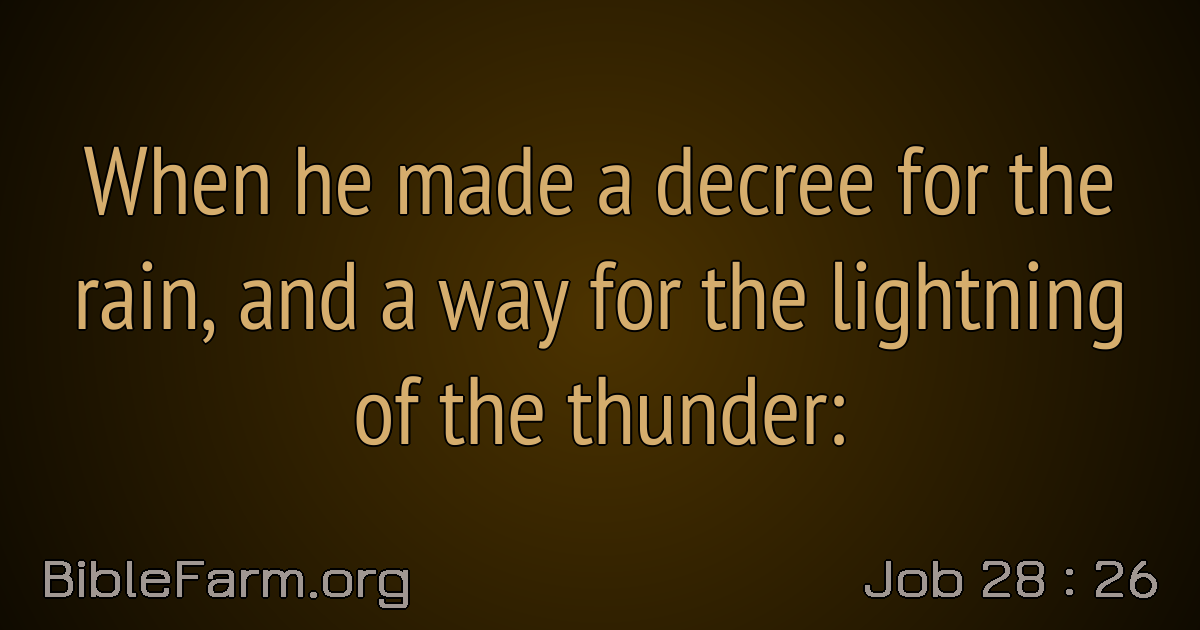 When he made a decree for the
rain, and a way for the lightning
of the thunder:
BibleFarm.org
Job 28 : 26